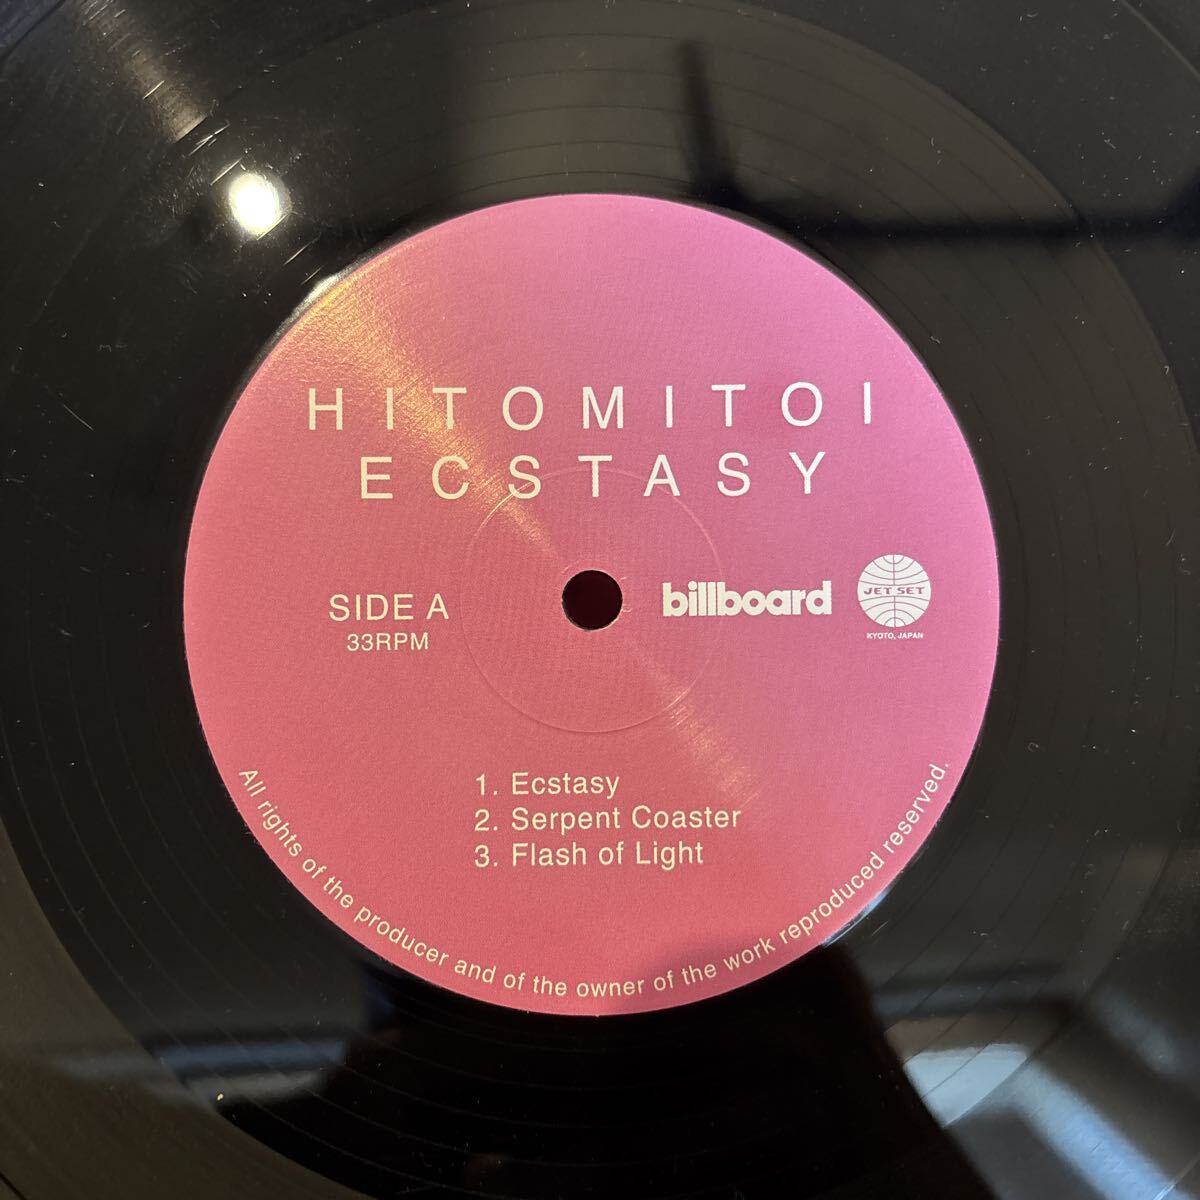 HITOMITOI
ECSTASY
SIDE A
33RPM
billboard
JET SET
KYOTO, JAPAN
1. Ecstasy
2. Serpent Coaster
3. Flash of Light
All rights of the producer and of the owner of the work reproduced reserved.